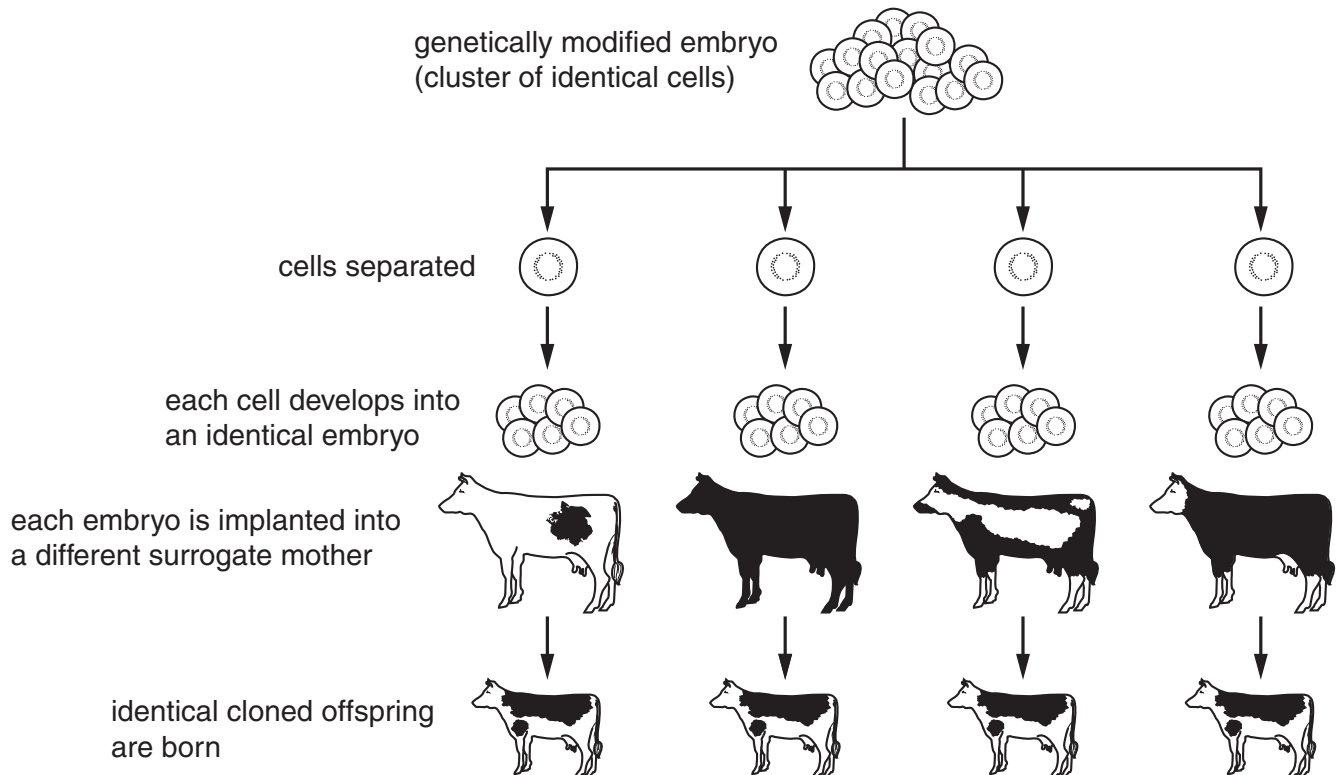 genetically modified embryo
(cluster of identical cells)
cells separated
each cell develops into
an identical embryo
each embryo is implanted into
a different surrogate mother
identical cloned offspring
are born